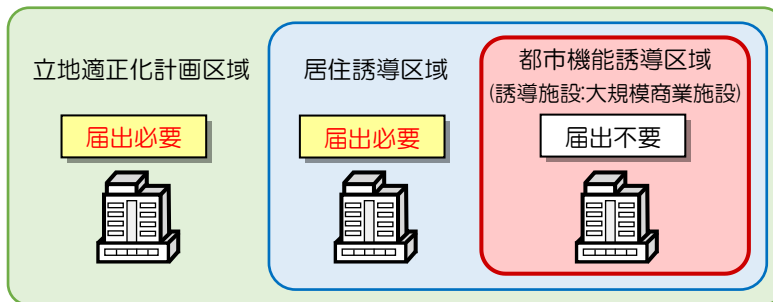 立地適正化計画区域
届出必要
居住誘導区域
届出必要
都市機能誘導区域
(誘導施設:大規模商業施設)
届出不要